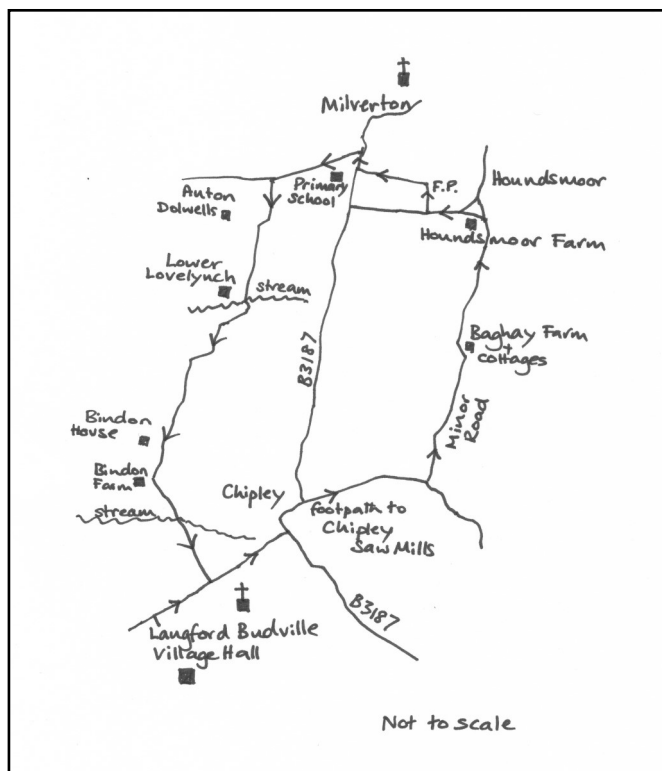 Milverton
F.P.
Houndsmoor
Primary
School
Anton
Dolwells
Houndsmoor Farm
Lower
Lovelynch
stream
B3187
Baghay Farm
+
cottages
Minor
Road
Bindon
House
Bindon
Farm
stream
Chipley
footpath to
Chipley
Saw Mills
B3187
Langford Budville
Village Hall
Not to scale